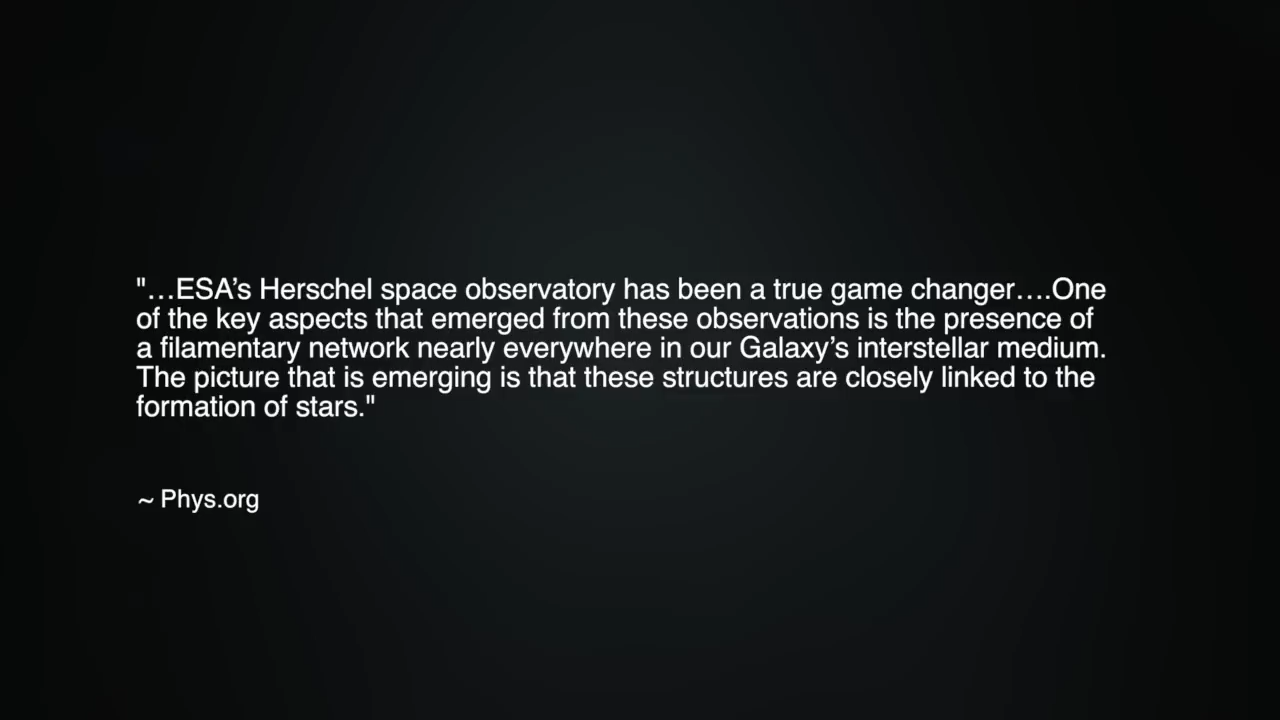 "…ESA’s Herschel space observatory has been a true game changer….One
of the key aspects that emerged from these observations is the presence of
a filamentary network nearly everywhere in our Galaxy’s interstellar medium.
The picture that is emerging is that these structures are closely linked to the
formation of stars."
~ Phys.org